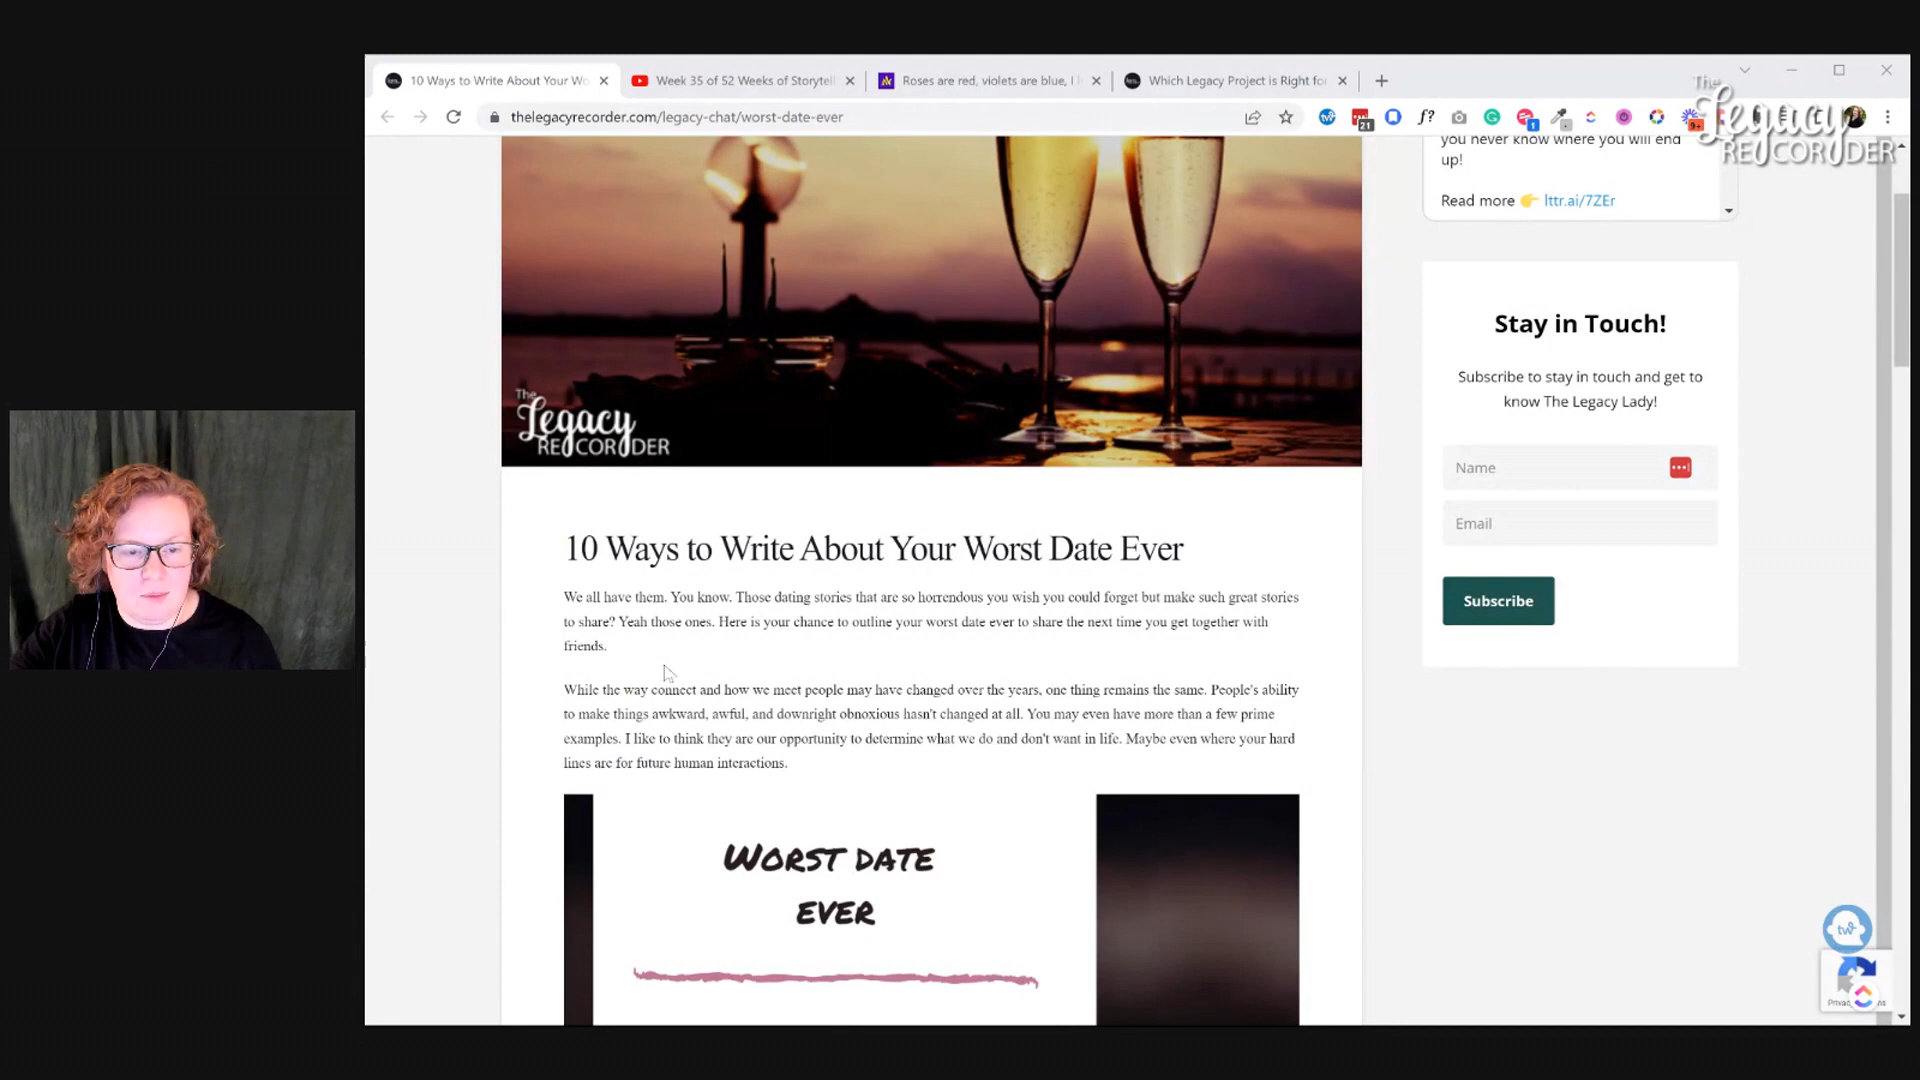 10 Ways to Write About Your Wo
Week 35 of 52 Weeks of Storytell
Roses are red, violets are blue, I l
Which Legacy Project is Right fo
thelegacyrecorder.com/legacy-chat/worst-date-ever
f?
21
1
9+
The
Legacy
RECORDER
you never know where you will end
up!
Read more 👉 lttr.ai/7ZEr
The
Legacy
RECORDER
Stay in Touch!
Subscribe to stay in touch and get to
know The Legacy Lady!
Name
Email
Subscribe
10 Ways to Write About Your Worst Date Ever
We all have them. You know. Those dating stories that are so horrendous you wish you could forget but make such great stories
to share? Yeah those ones. Here is your chance to outline your worst date ever to share the next time you get together with
friends.
While the way connect and how we meet people may have changed over the years, one thing remains the same. People's ability
to make things awkward, awful, and downright obnoxious hasn't changed at all. You may even have more than a few prime
examples. I like to think they are our opportunity to determine what we do and don't want in life. Maybe even where your hard
lines are for future human interactions.
WORST DATE
EVER
tw